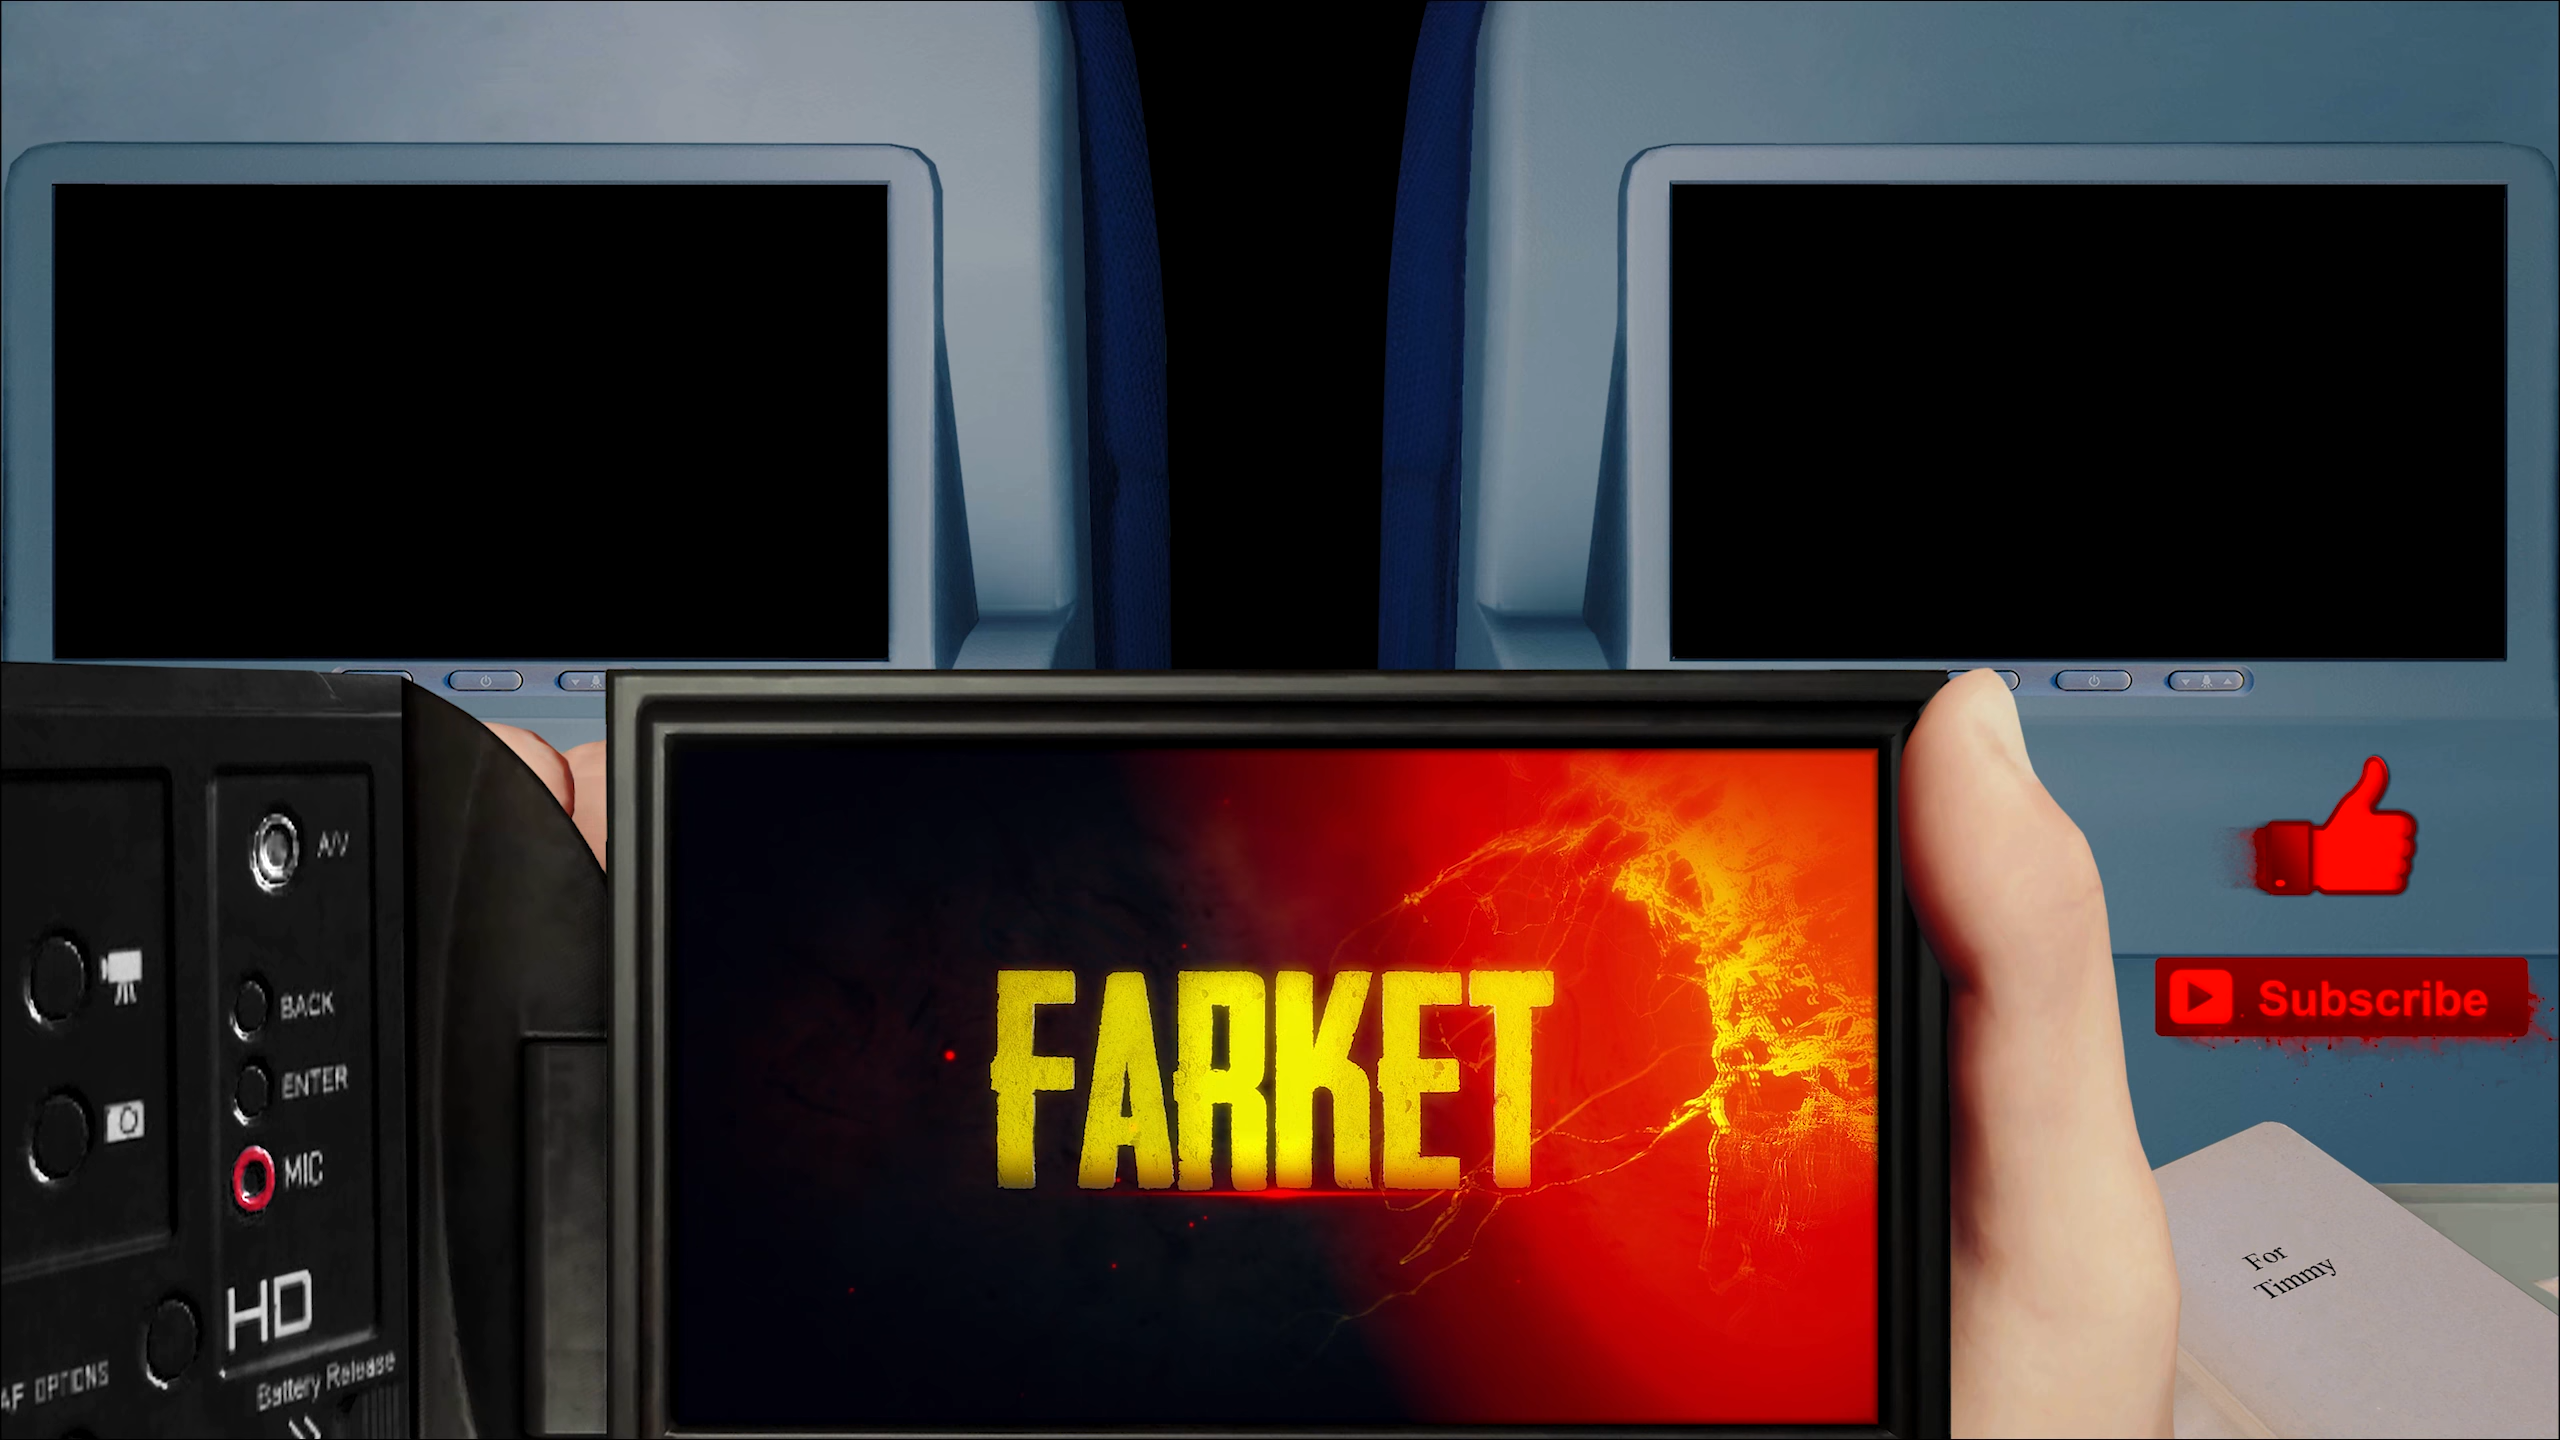 A/V
BACK
ENTER
MIC
HD
AF OPTIONS
Battery Release
FARKET
Subscribe
For
Timmy